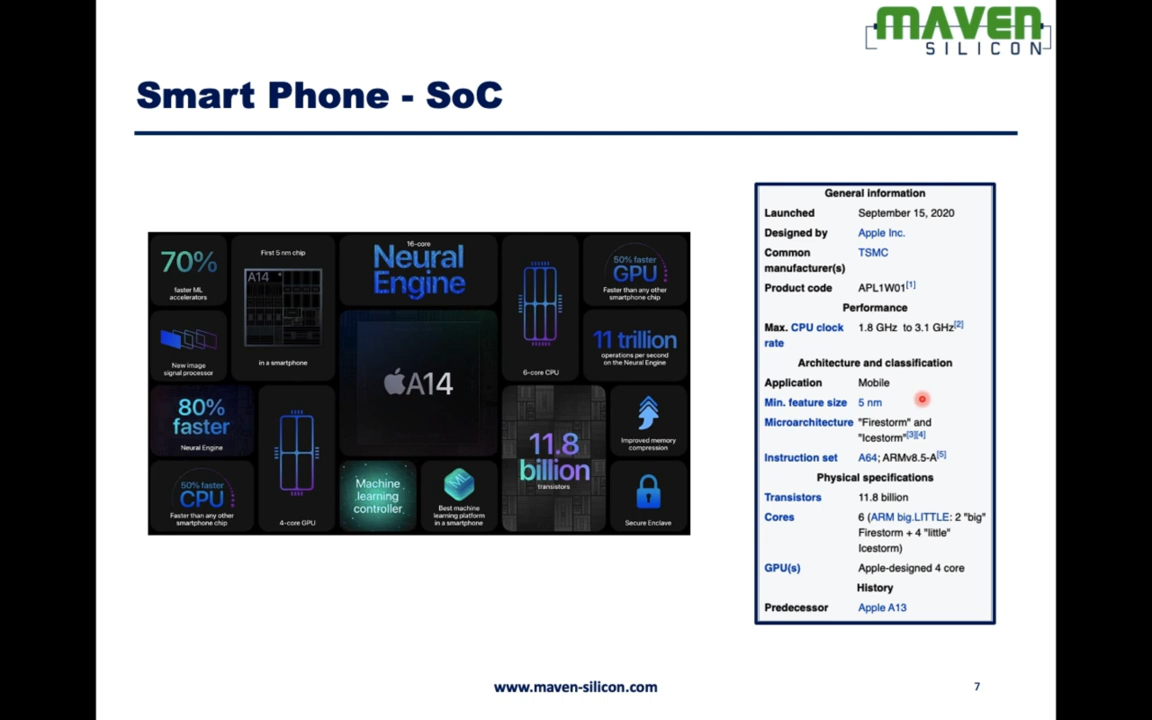 MAVEN
SILICON
Smart Phone - SoC
70%
faster ML
accelerators
First 5 nm chip
A14
in a smartphone
16-core
Neural
Engine
6-core CPU
50% faster
GPU
Faster than any other
smartphone chip
New image
signal processor
A14
11 trillion
operations per second
on the Neural Engine
80%
faster
Neural Engine
4-core GPU
11.8
billion
transistors
Improved memory
compression
50% faster
CPU
Faster than any other
smartphone chip
Machine
learning
controller
ML
Best machine
learning platform
in a smartphone
Secure Enclave
General information
Launched September 15, 2020
Designed by Apple Inc.
Common TSMC
manufacturer(s)
Product code APL1W01[1]
Performance
Max. CPU clock 1.8 GHz to 3.1 GHz[2]
rate
Architecture and classification
Application Mobile
Min. feature size 5 nm
Microarchitecture "Firestorm" and
"Icestorm"[3][4]
Instruction set A64; ARMv8.5-A[5]
Physical specifications
Transistors 11.8 billion
Cores 6 (ARM big.LITTLE: 2 "big"
Firestorm + 4 "little"
Icestorm)
GPU(s) Apple-designed 4 core
History
Predecessor Apple A13
www.maven-silicon.com
7